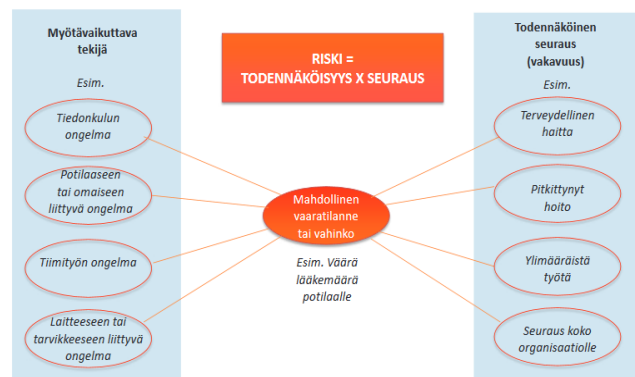 Myötävaikuttava
tekijä
Esim.
Tiedonkulun
ongelma
Potilaaseen
tai omaiseen
liittyvä ongelma
Tiimityön ongelma
Laitteeseen tai
tarvikkeeseen liittyvä
ongelma
RISKI =
TODENNÄKÖISYYS X SEURAUS
Mahdollinen
vaaratilanne
tai vahinko
Esim. Väärä
lääkemäärä
potilaalle
Todennäköinen
seuraus
(vakavuus)
Esim.
Terveydellinen
haitta
Pitkittynyt
hoito
Ylimääräistä
työtä
Seuraus koko
organisaatiolle